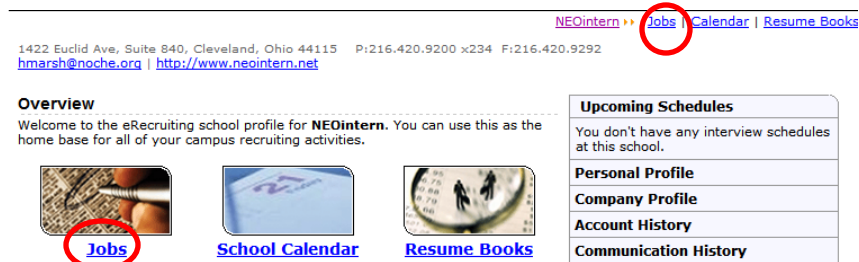 NEOintern Jobs | Calendar | Resume Books
1422 Euclid Ave, Suite 840, Cleveland, Ohio 44115 P:216.420.9200 x234 F:216.420.9292
hmarsh@noche.org | http://www.neointern.net
Overview
Welcome to the eRecruiting school profile for NEOintern. You can use this as the
home base for all of your campus recruiting activities.
Jobs
School Calendar
Resume Books
Upcoming Schedules
You don't have any interview schedules
at this school.
Personal Profile
Company Profile
Account History
Communication History